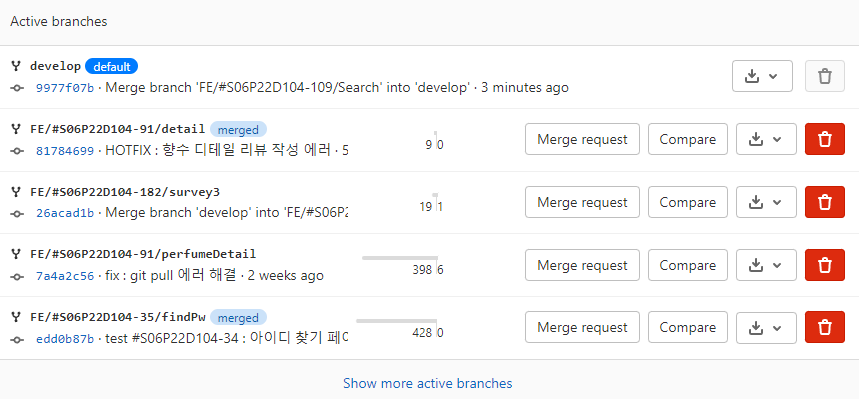 Active branches
develop default
9977f07b · Merge branch 'FE/#S06P22D104-109/Search' into 'develop' · 3 minutes ago
FE/#S06P22D104-91/detail merged
81784699 · HOTFIX : 향수 디테일 리뷰 작성 에러 · 5
9 0 Merge request Compare
FE/#S06P22D104-182/survey3
26acad1b · Merge branch 'develop' into 'FE/#S06P2
19 1 Merge request Compare
FE/#S06P22D104-91/perfumeDetail
7a4a2c56 · fix : git pull 에러 해결 · 2 weeks ago
398 6 Merge request Compare
FE/#S06P22D104-35/findPw merged
edd0b87b · test #S06P22D104-34 : 아이디 찾기 페이
428 0 Merge request Compare
Show more active branches